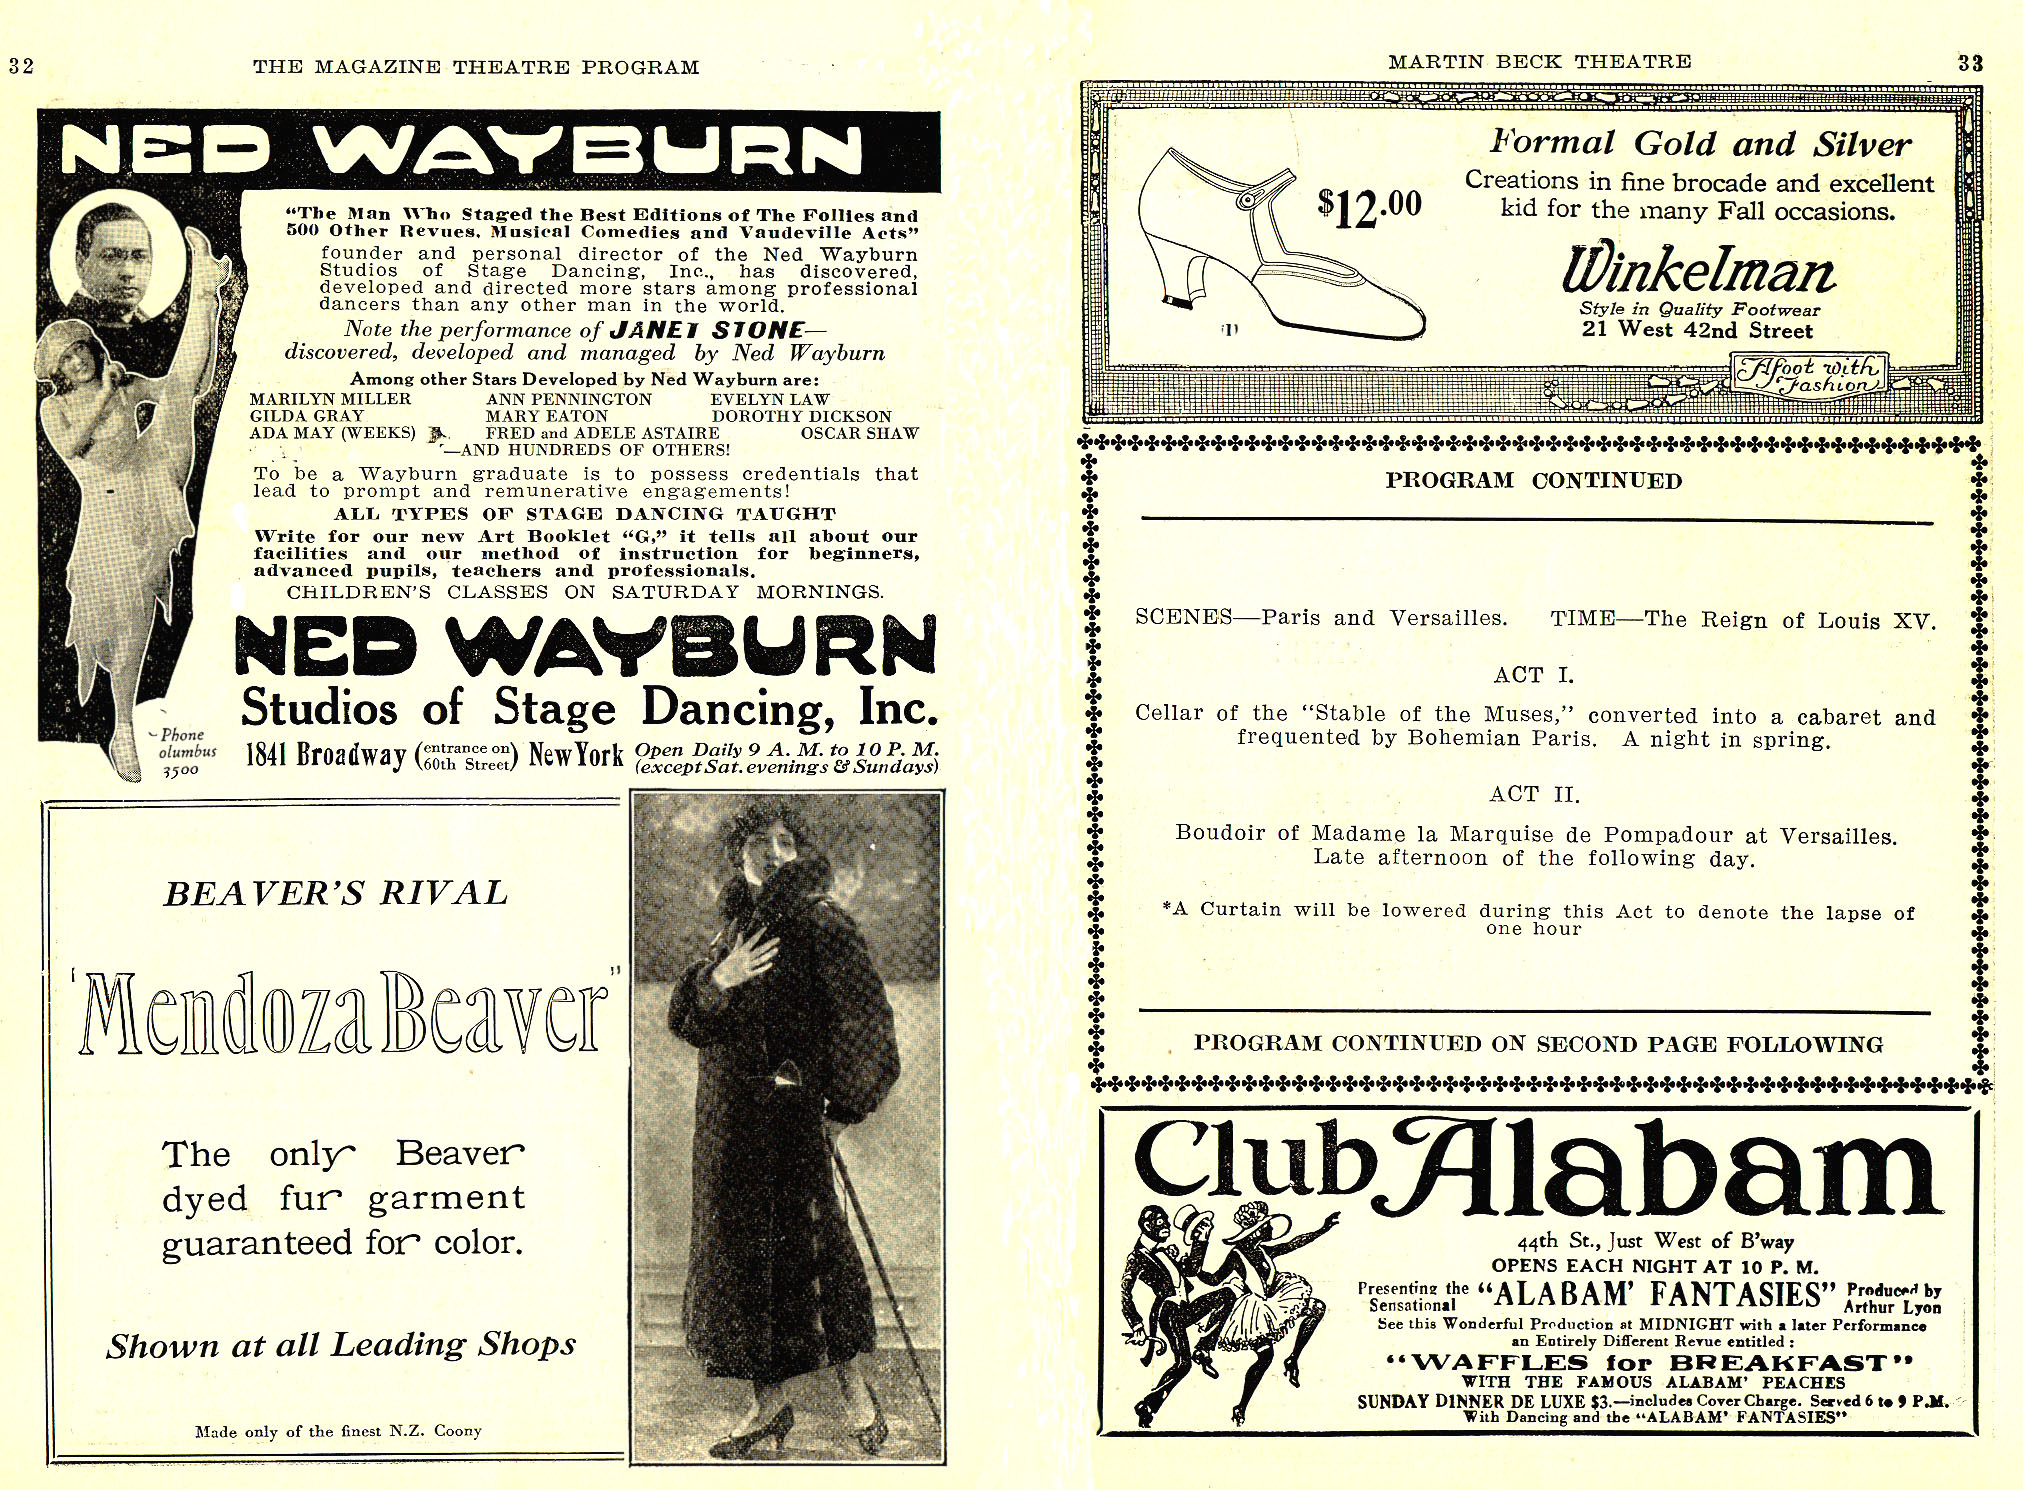 32
THE MAGAZINE THEATRE PROGRAM
NED WAYBURN
“The Man Who Staged the Best Editions of The Follies and
500 Other Revues, Musical Comedies and Vaudeville Acts”
founder and personal director of the Ned Wayburn
Studios of Stage Dancing, Inc., has discovered,
developed and directed more stars among professional
dancers than any other man in the world.
Note the performance of JANET STONE—
discovered, developed and managed by Ned Wayburn
Among other Stars Developed by Ned Wayburn are:
MARILYN MILLER ANN PENNINGTON EVELYN LAW
GILDA GRAY MARY EATON DOROTHY DICKSON
ADA MAY (WEEKS) FRED and ADELE ASTAIRE OSCAR SHAW
—AND HUNDREDS OF OTHERS!
To be a Wayburn graduate is to possess credentials that
lead to prompt and remunerative engagements!
ALL TYPES OF STAGE DANCING TAUGHT
Write for our new Art Booklet “G,” it tells all about our
facilities and our method of instruction for beginners,
advanced pupils, teachers and professionals.
CHILDREN'S CLASSES ON SATURDAY MORNINGS.
NED WAYBURN
Studios of Stage Dancing, Inc.
Phone
olumbus
3500
1841 Broadway (entrance on 60th Street) New York Open Daily 9 A. M. to 10 P. M.
(except Sat. evenings & Sundays)
BEAVER'S RIVAL
'Mendoza Beaver"
The only Beaver
dyed fur garment
guaranteed for color.
Shown at all Leading Shops
Made only of the finest N.Z. Coony
MARTIN BECK THEATRE
33
$12.00
(1)
Formal Gold and Silver
Creations in fine brocade and excellent
kid for the many Fall occasions.
Winkelman
Style in Quality Footwear
21 West 42nd Street
Afoot with
Fashion
PROGRAM CONTINUED
SCENES—Paris and Versailles. TIME—The Reign of Louis XV.
ACT I.
Cellar of the “Stable of the Muses,” converted into a cabaret and
frequented by Bohemian Paris. A night in spring.
ACT II.
Boudoir of Madame la Marquise de Pompadour at Versailles.
Late afternoon of the following day.
*A Curtain will be lowered during this Act to denote the lapse of
one hour
PROGRAM CONTINUED ON SECOND PAGE FOLLOWING
Club Alabam
44th St., Just West of B'way
OPENS EACH NIGHT AT 10 P. M.
Presenting the Sensational “ALABAM' FANTASIES” Produced by Arthur Lyon
See this Wonderful Production at MIDNIGHT with a later Performance
an Entirely Different Revue entitled:
“WAFFLES for BREAKFAST”
WITH THE FAMOUS ALABAM' PEACHES
SUNDAY DINNER DE LUXE $3.—includes Cover Charge. Served 6 to 9 P.M.
With Dancing and the “ALABAM' FANTASIES”